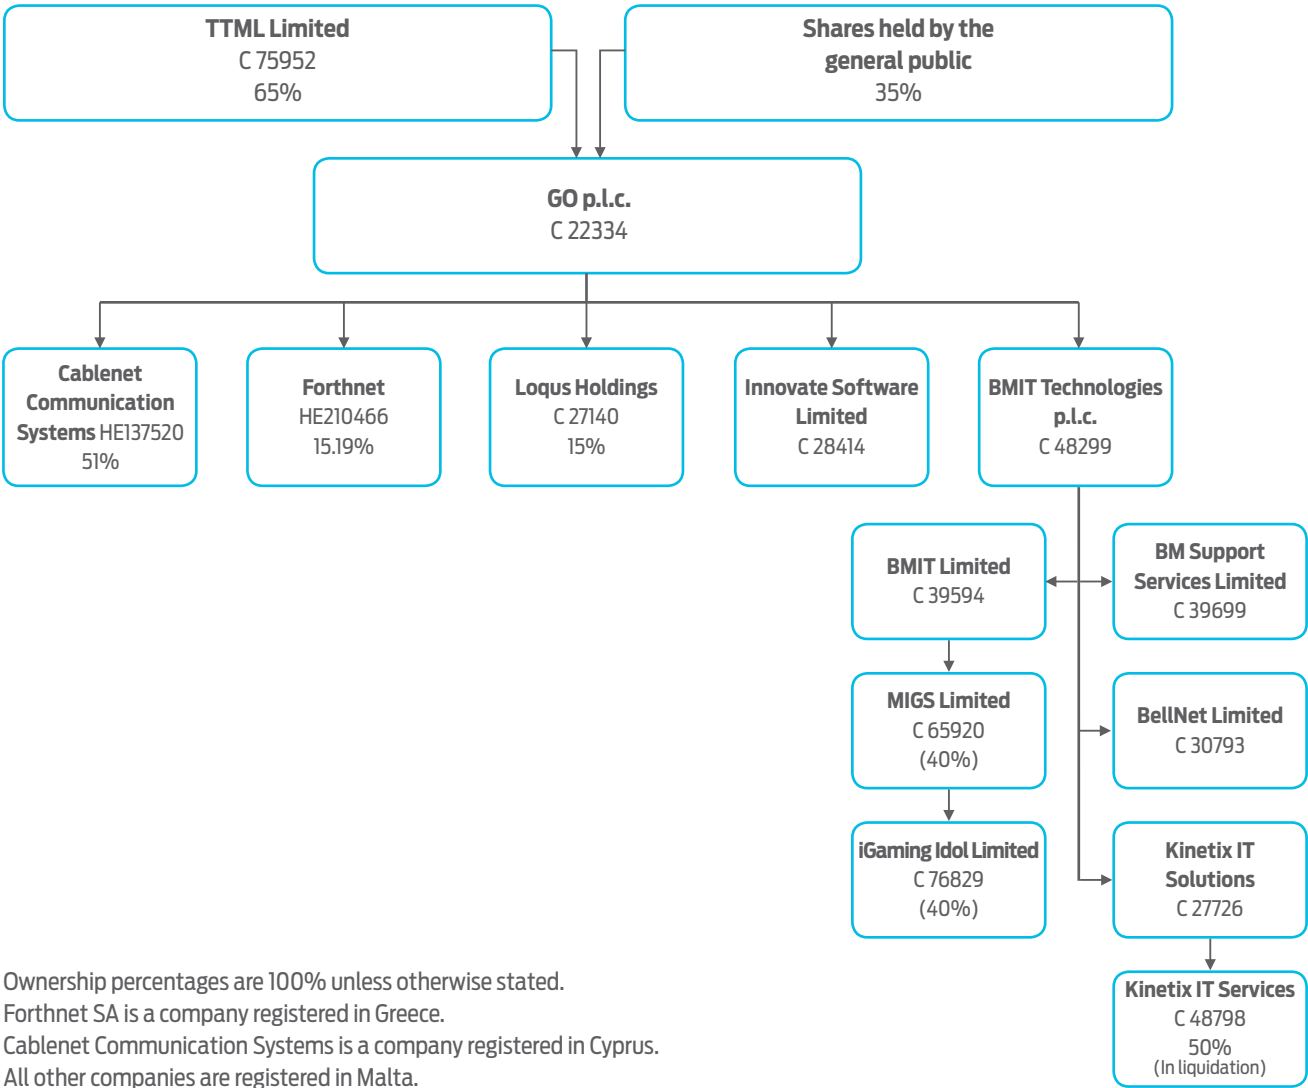 TTML Limited
C 75952
65%
Shares held by the
general public
35%
GO p.l.c.
C 22334
Cablenet
Communication
Systems HE137520
51%
Forthnet
HE210466
15.19%
Loqus Holdings
C 27140
15%
Innovate Software
Limited
C 28414
BMIT Technologies
p.l.c.
C 48299
BMIT Limited
C 39594
BM Support
Services Limited
C 39699
MIGS Limited
C 65920
(40%)
BellNet Limited
C 30793
iGaming Idol Limited
C 76829
(40%)
Kinetix IT
Solutions
C 27726
Kinetix IT Services
C 48798
50%
(In liquidation)
Ownership percentages are 100% unless otherwise stated.
Forthnet SA is a company registered in Greece.
Cablenet Communication Systems is a company registered in Cyprus.
All other companies are registered in Malta.